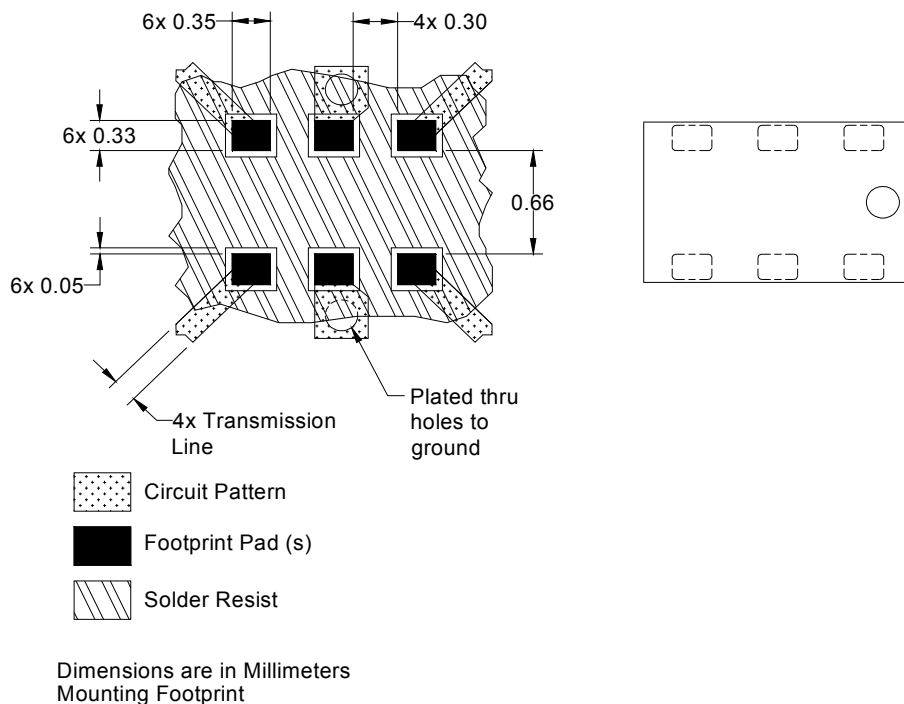 6x 0.35
4x 0.30
6x 0.33
0.66
6x 0.05
4x Transmission
Line
Plated thru
holes to
ground
Circuit Pattern
Footprint Pad (s)
Solder Resist
Dimensions are in Millimeters
Mounting Footprint